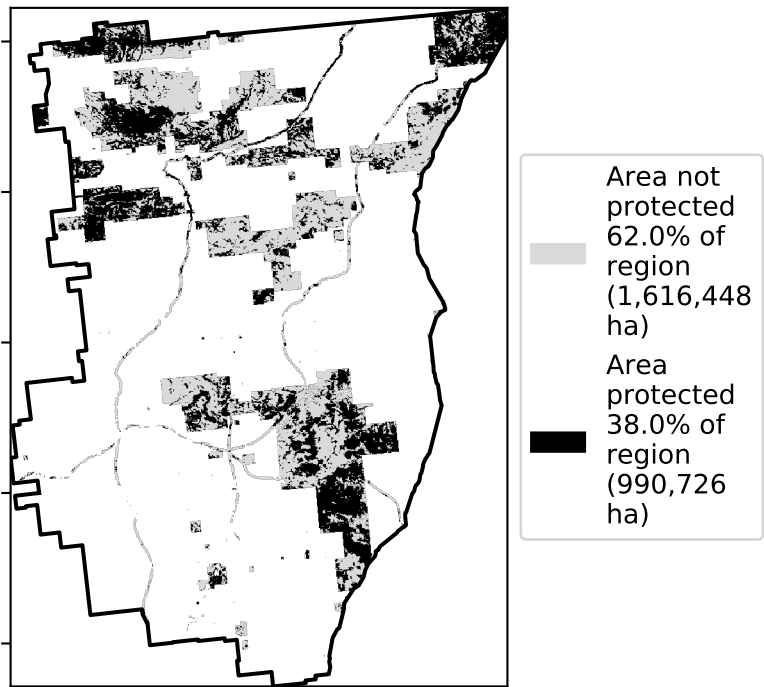 Area not
protected
62.0% of
region
(1,616,448
ha)
Area
protected
38.0% of
region
(990,726
ha)